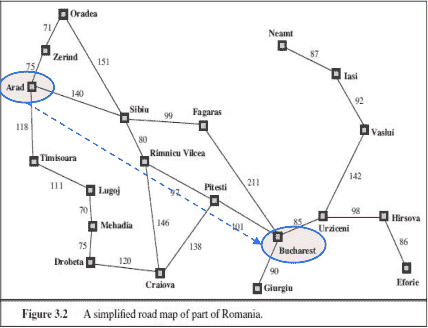 Oradea
Neamt
71
87
Zerind
151
Iasi
75
Arad
140
92
Sibiu
99
Fagaras
118
Vaslui
80
Timisoara
Rimnicu Vilcea
111
Lugoj
97
Pitesti
211
142
70
98
Hirsova
Mehadia
146
101
85
Urziceni
75
138
86
Bucharest
Drobeta
120
90
Craiova
Giurgiu
Eforie
Figure 3.2 A simplified road map of part of Romania.